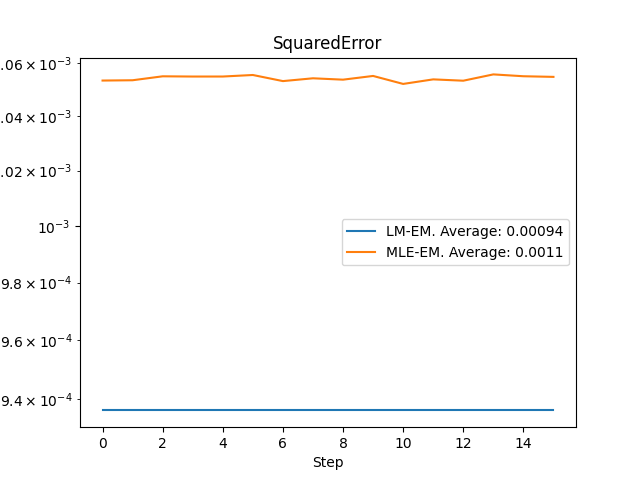 SquaredError
.06 × 10⁻³
.04 × 10⁻³
.02 × 10⁻³
10⁻³
9.8 × 10⁻⁴
9.6 × 10⁻⁴
9.4 × 10⁻⁴
LM-EM. Average: 0.00094
MLE-EM. Average: 0.0011
0 2 4 6 8 10 12 14
Step